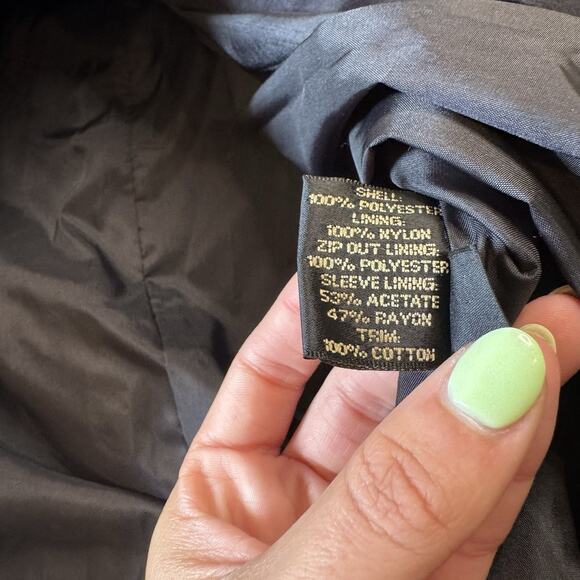 SHELL:
100% POLYESTER
LINING:
100% NYLON
ZIP OUT LINING:
100% POLYESTER
SLEEVE LINING:
53% ACETATE
47% RAYON
TRIM:
100% COTTON